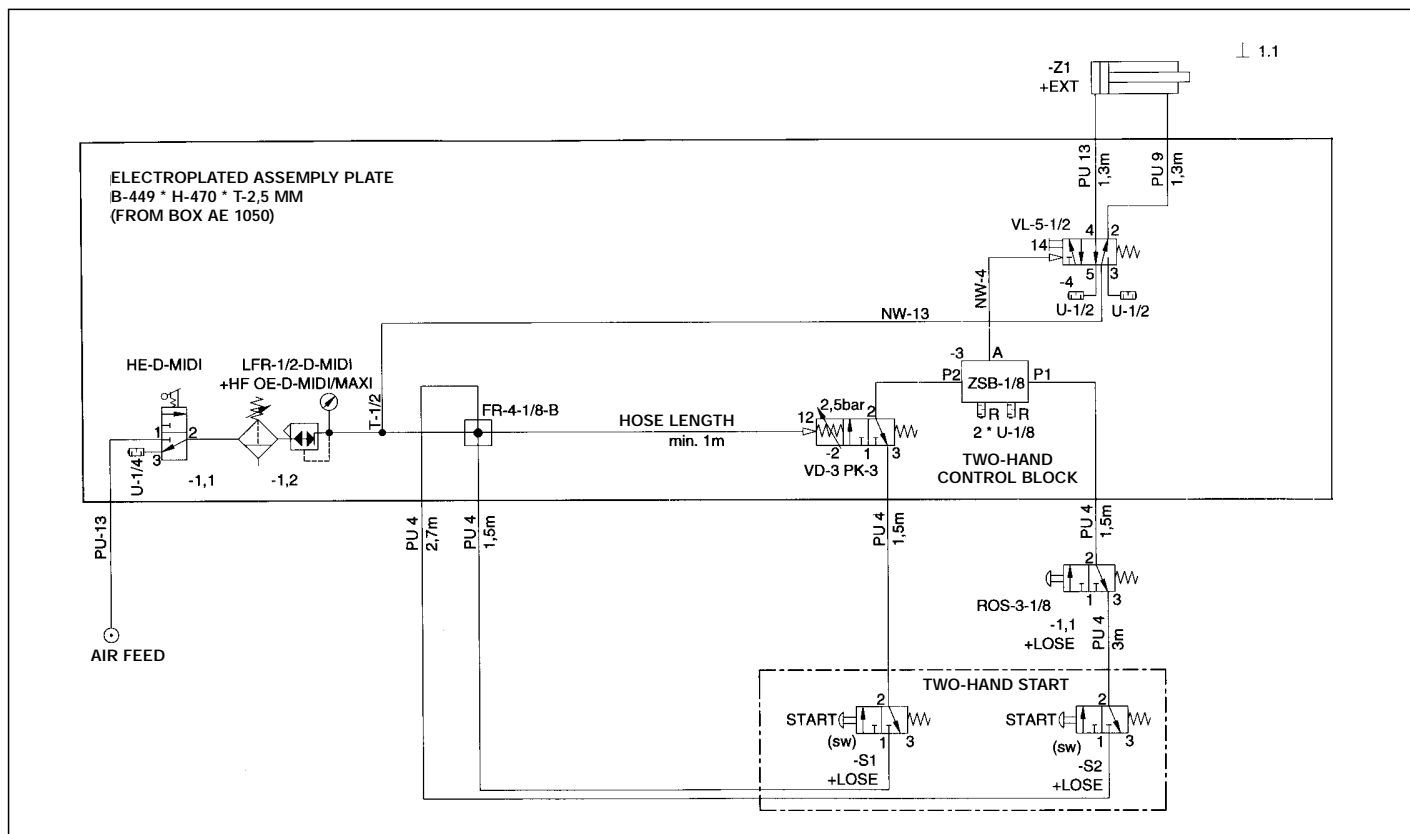 ⊥ 1.1
-Z1
+EXT
ELECTROPLATED ASSEMPLY PLATE
B-449 * H-470 * T-2,5 MM
(FROM BOX AE 1050)
PU 13
1,3m
PU 9
1,3m
VL-5-1/2
4
2
14
5
3
-4
U-1/2
U-1/2
NW-4
NW-13
HE-D-MIDI
LFR-1/2-D-MIDI
+HF OE-D-MIDI/MAXI
T-1/2
FR-4-1/8-B
HOSE LENGTH
min. 1m
-3
A
P2
ZSB-1/8
P1
R
R
2 * U-1/8
TWO-HAND
CONTROL BLOCK
2,5bar
2
12
-2
1
3
VD-3 PK-3
1
2
3
U-1/4
-1,1
-1,2
PU-13
PU 4
2,7m
PU 4
1,5m
PU 4
1,5m
PU 4
1,5m
2
1
3
ROS-3-1/8
-1,1
+LOSE
PU 4
3m
AIR FEED
TWO-HAND START
2
START
(sw)
1
3
-S1
+LOSE
2
START
(sw)
1
3
-S2
+LOSE